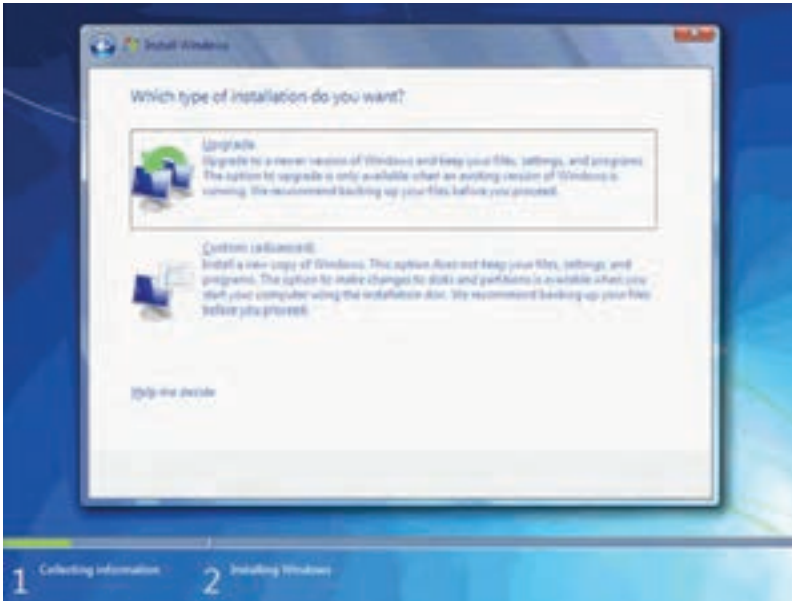 Install Windows
Which type of installation do you want?
Upgrade
Upgrade to a newer version of Windows and keep your files, settings, and programs.
The option to upgrade is only available when an existing version of Windows is
running. We recommend backing up your files before you proceed.
Custom (advanced)
Install a new copy of Windows. This option does not keep your files, settings, and
programs. The option to make changes to disks and partitions is available when you
start your computer using the installation disc. We recommend backing up your files
before you proceed.
Help me decide
1 Collecting information 2 Installing Windows